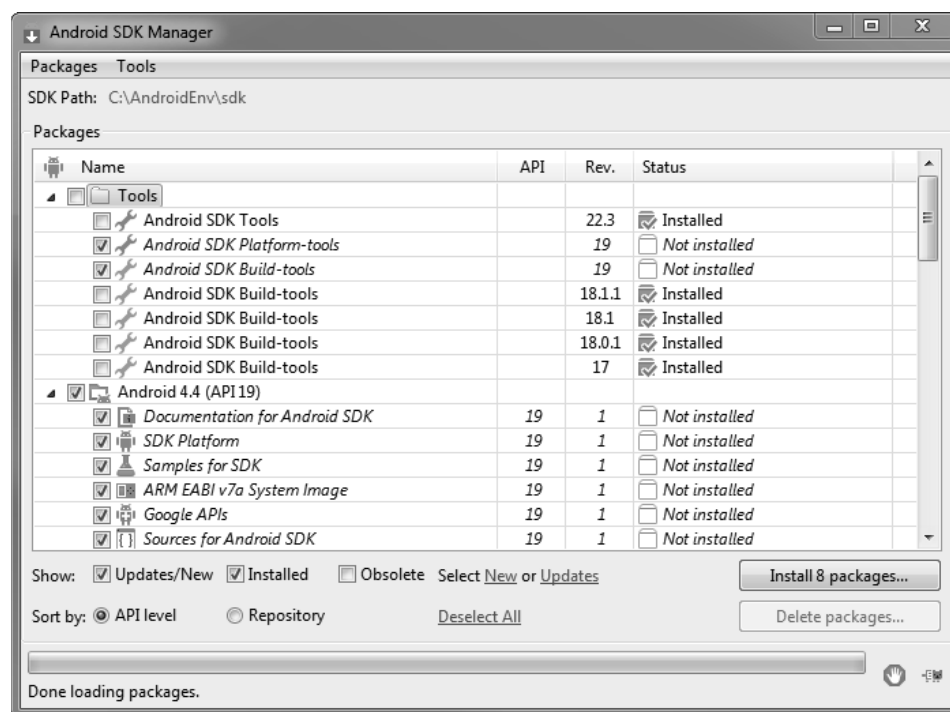 Android SDK Manager
Packages Tools
SDK Path: C:\AndroidEnv\sdk
Packages
Name API Rev. Status
Tools
Android SDK Tools 22.3 Installed
Android SDK Platform-tools 19 Not installed
Android SDK Build-tools 19 Not installed
Android SDK Build-tools 18.1.1 Installed
Android SDK Build-tools 18.1 Installed
Android SDK Build-tools 18.0.1 Installed
Android SDK Build-tools 17 Installed
Android 4.4 (API 19)
Documentation for Android SDK 19 1 Not installed
SDK Platform 19 1 Not installed
Samples for SDK 19 1 Not installed
ARM EABI v7a System Image 19 1 Not installed
Google APIs 19 1 Not installed
Sources for Android SDK 19 1 Not installed
Show: Updates/New Installed Obsolete Select New or Updates Install 8 packages...
Sort by: API level Repository Deselect All Delete packages...
Done loading packages.